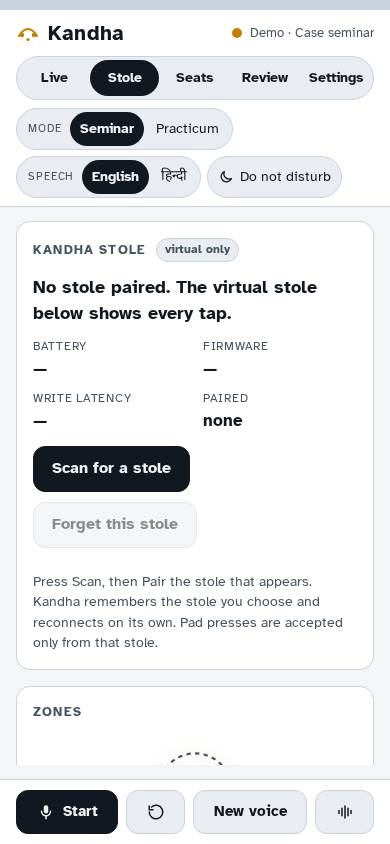 Kandha
Demo · Case seminar
Live Stole Seats Review Settings
MODE Seminar Practicum
SPEECH English हिन्दी Do not disturb
KANDHA STOLE virtual only
No stole paired. The virtual stole
below shows every tap.
BATTERY FIRMWARE
— —
WRITE LATENCY PAIRED
— none
Scan for a stole
Forget this stole
Press Scan, then Pair the stole that appears.
Kandha remembers the stole you choose and
reconnects on its own. Pad presses are accepted
only from that stole.
ZONES
Start New voice